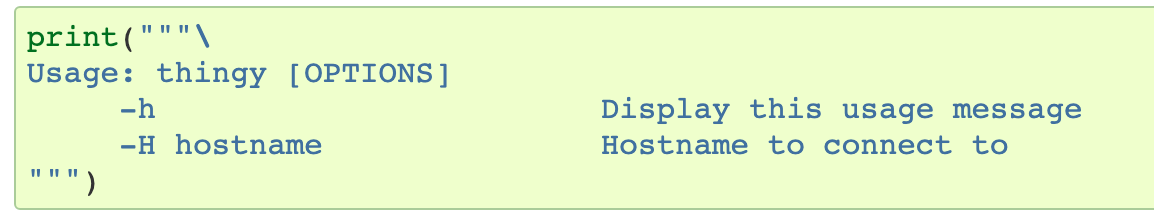 print("""\
Usage: thingy [OPTIONS]
     -h                        Display this usage message
     -H hostname               Hostname to connect to
""")